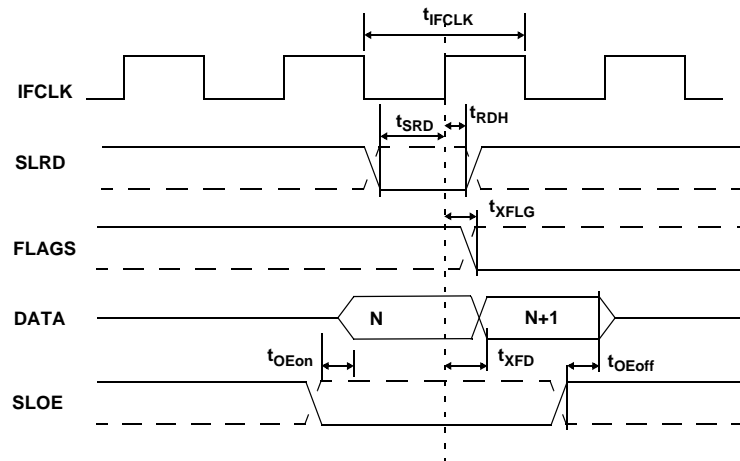 tIFCLK
IFCLK
tSRD
tRDH
SLRD
tXFLG
FLAGS
DATA
N
N+1
tOEon
tXFD
tOEoff
SLOE